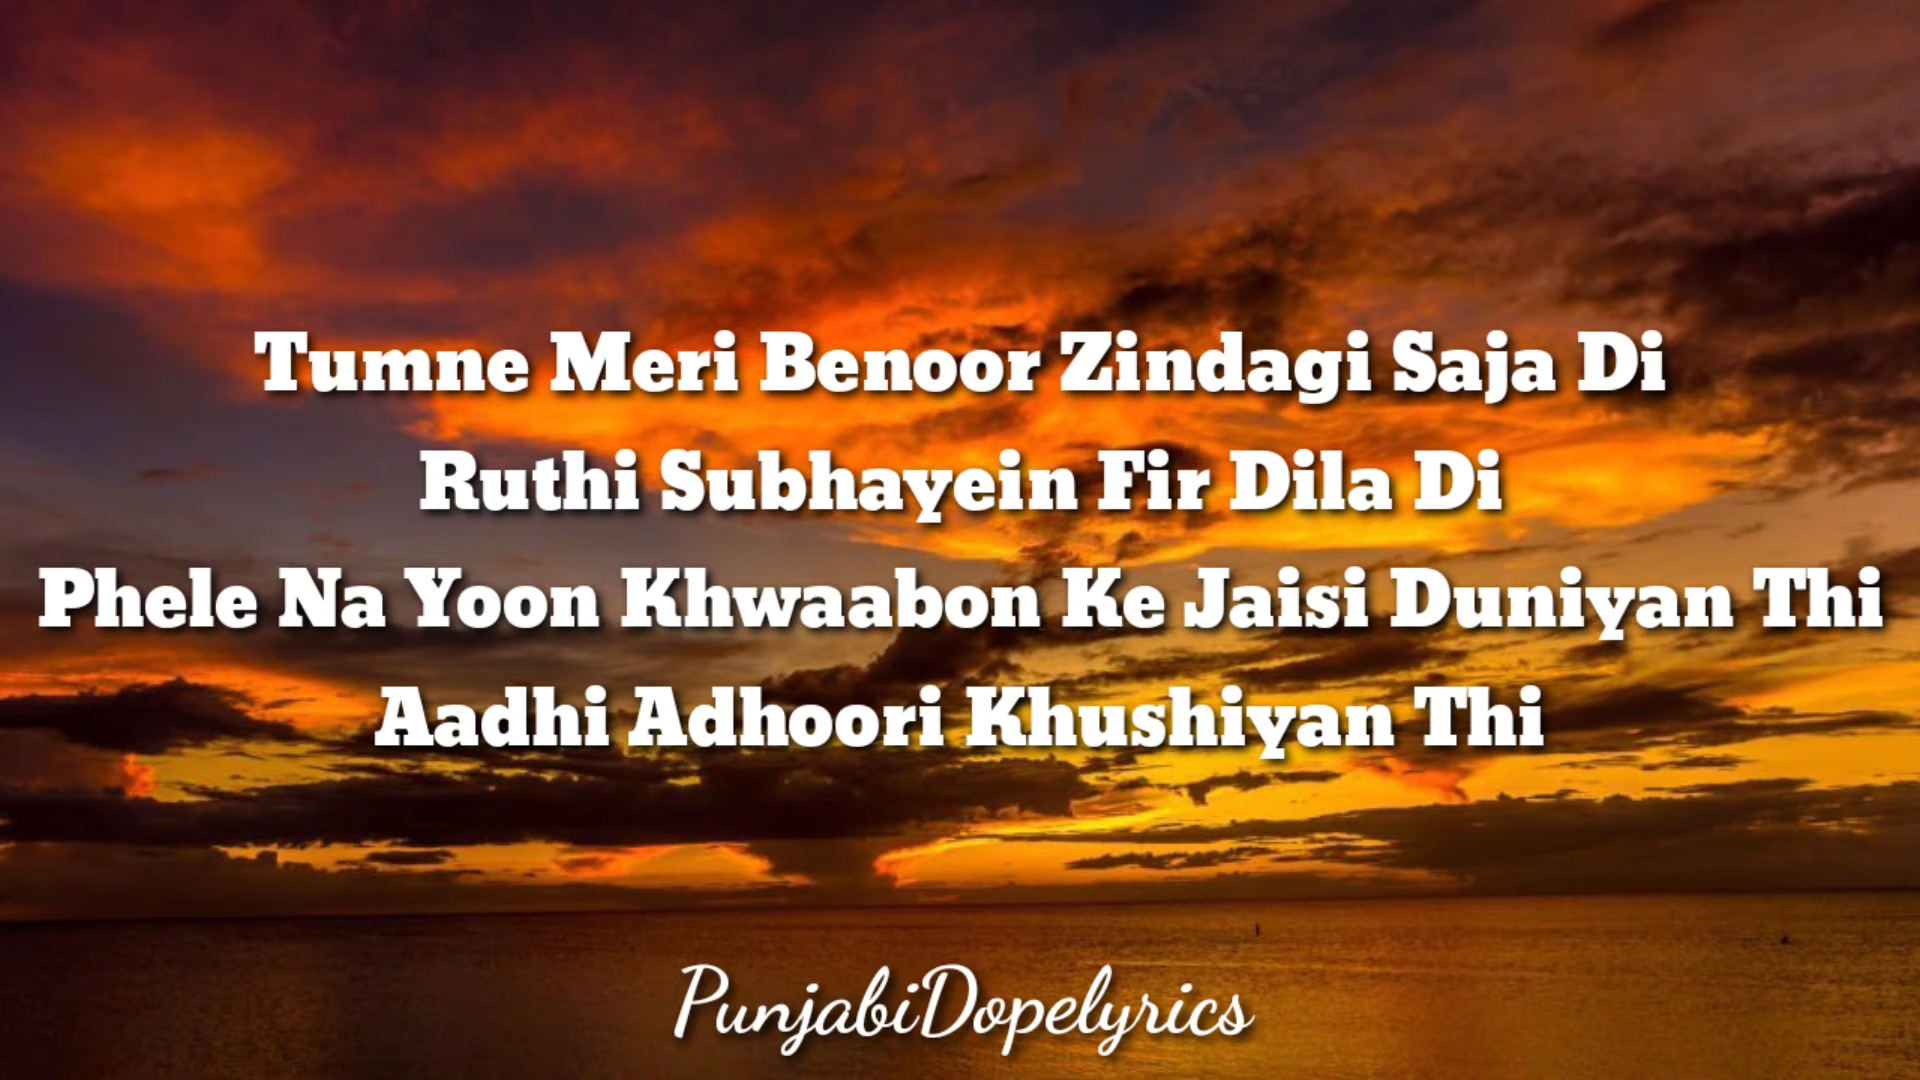 Tumne Meri Benoor Zindagi Saja Di
Ruthi Subhayein Fir Dila Di
Phele Na Yoon Khwaabon Ke Jaisi Duniyan Thi
Aadhi Adhoori Khushiyan Thi
PunjabiDopelyrics